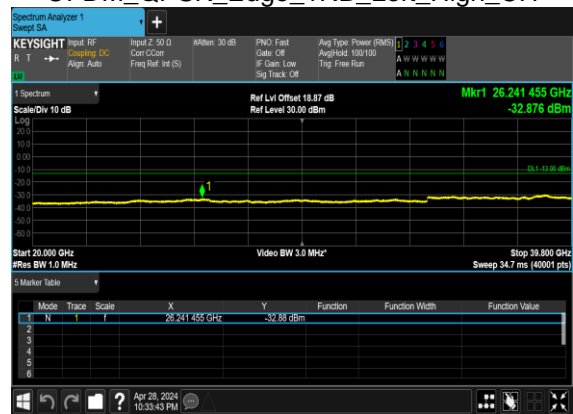 Spectrum Analyzer 1
Swept SA
+
KEYSIGHT Input: RF Input Z: 50 Ω #Atten: 30 dB PNO: Fast Avg Type: Power (RMS) 1 2 3 4 5 6
R T Coupling: DC Corr CCorr Gate: Off Avg|Hold: 100/100 A W W W W W
Align: Auto Freq Ref: Int (S) IF Gain: Low Trig: Free Run
LU Sig Track: Off A N N N N N
1 Spectrum Ref Lvl Offset 18.87 dB Mkr1 26.241 455 GHz
Scale/Div 10 dB Ref Level 30.00 dBm -32.876 dBm
Log
20.0
10.0
0.00
-10.0
DL1 -13.00 dBm
-20.0
1
-30.0
-40.0
-50.0
-60.0
Start 20.000 GHz Video BW 3.0 MHz* Stop 39.800 GHz
#Res BW 1.0 MHz Sweep 34.7 ms (40001 pts)
5 Marker Table
Mode Trace Scale X Y Function Function Width Function Value
1 N 1 f 26.241 455 GHz -32.88 dBm
2
3
4
5
6
? Apr 28, 2024
10:33:43 PM